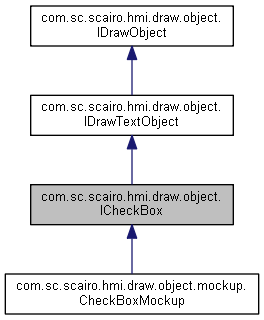 com.sc.scairo.hmi.draw.object.
IDrawObject
com.sc.scairo.hmi.draw.object.
IDrawTextObject
com.sc.scairo.hmi.draw.object.
ICheckBox
com.sc.scairo.hmi.draw.object.mockup.
CheckBoxMockup